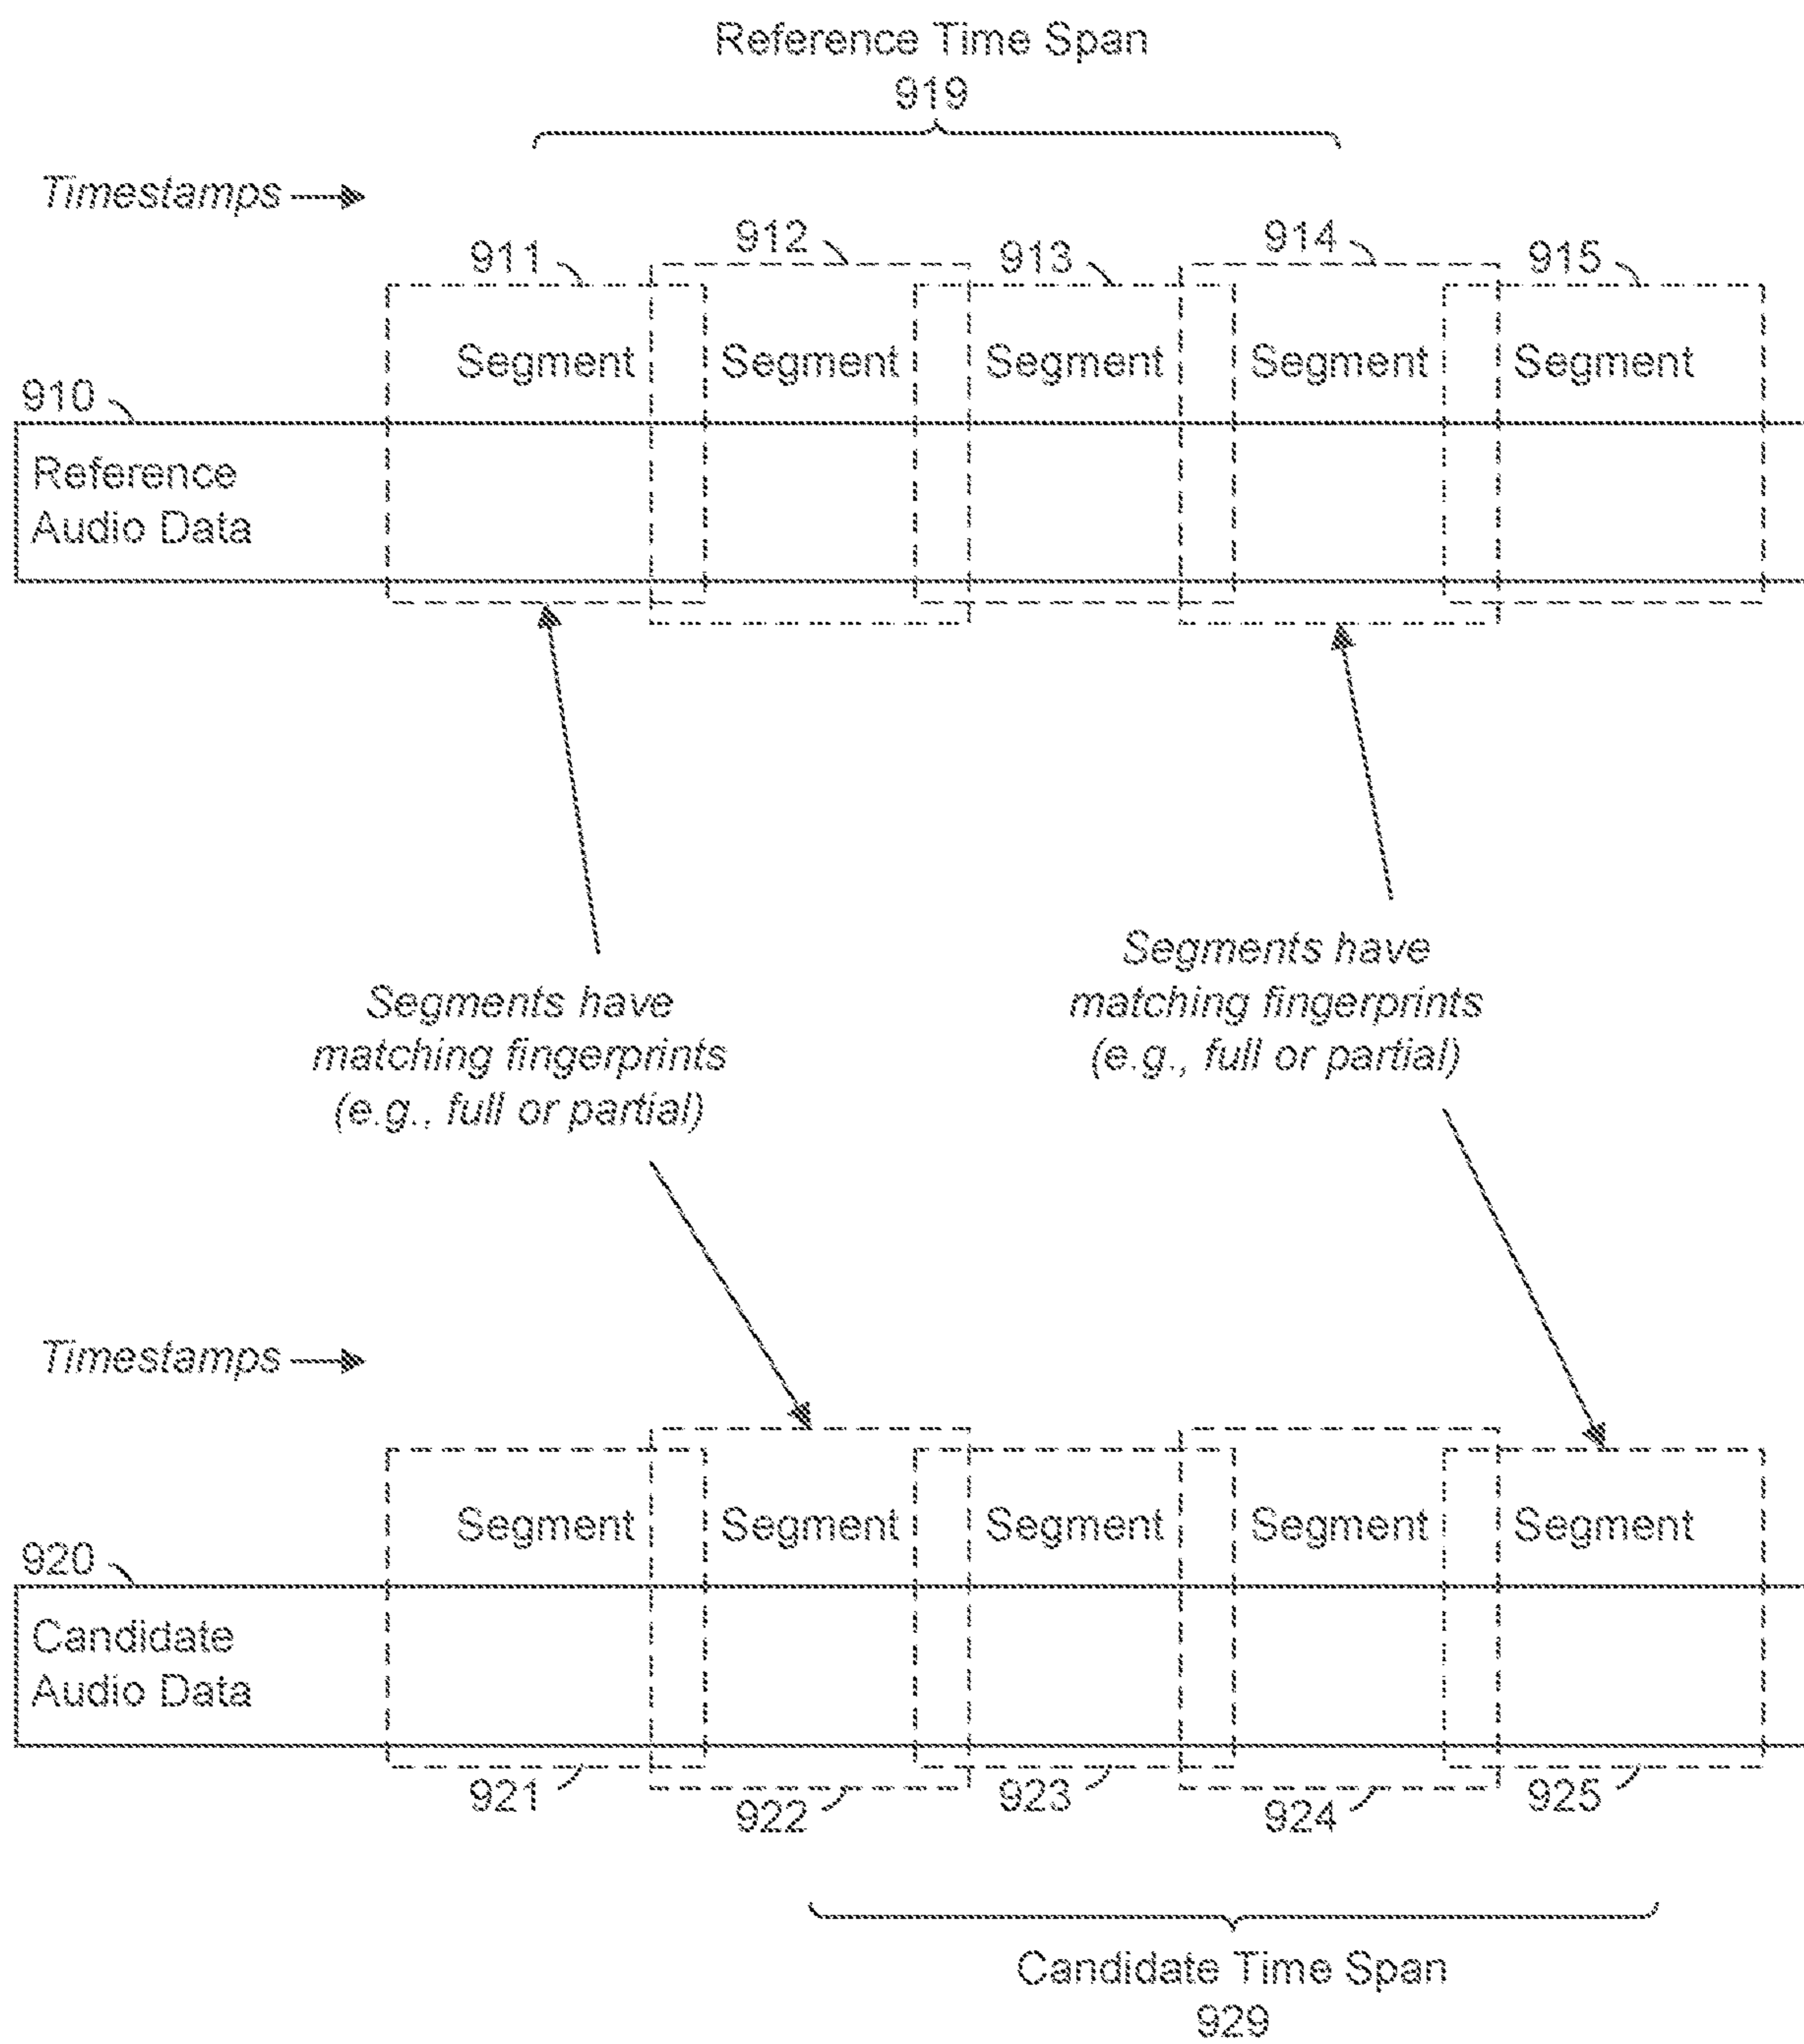 Reference Time Span
919
Timestamps
911
912
913
914
915
Segment
Segment
Segment
Segment
Segment
910
Reference
Audio Data
Segments have
matching fingerprints
(e.g., full or partial)
Segments have
matching fingerprints
(e.g., full or partial)
Timestamps
Segment
Segment
Segment
Segment
Segment
920
Candidate
Audio Data
921
922
923
924
925
Candidate Time Span
929